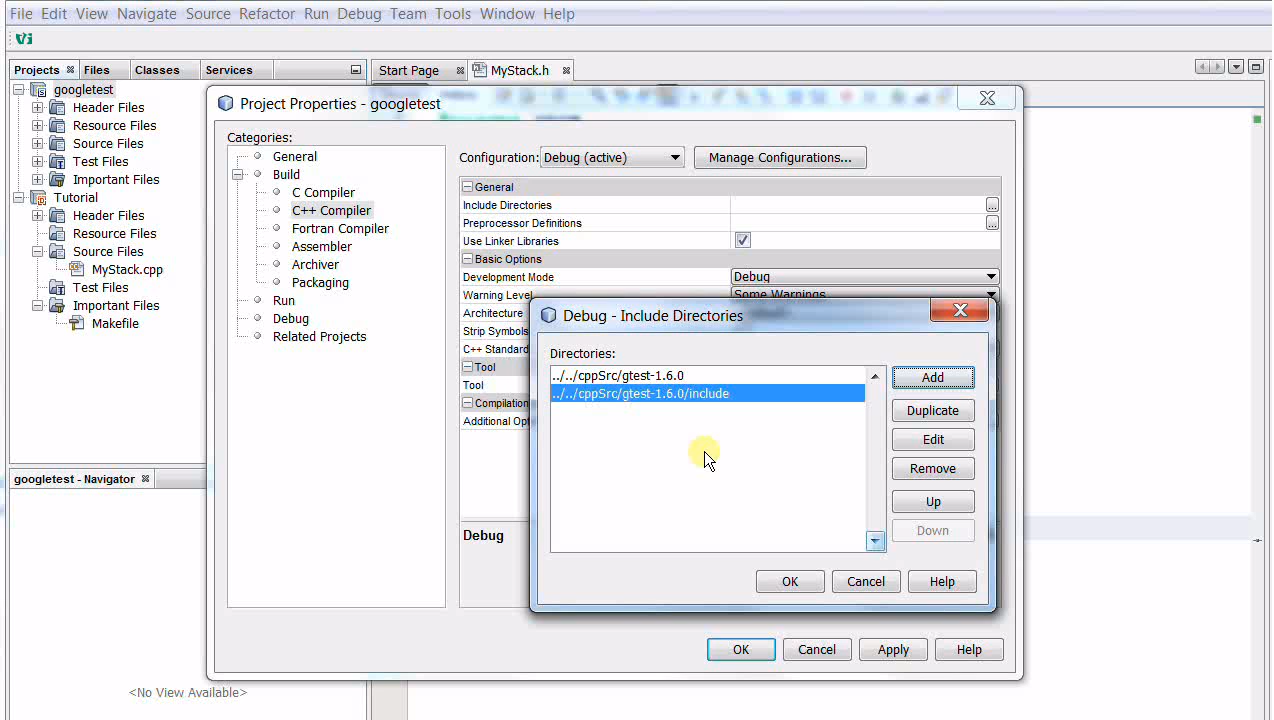 File Edit View Navigate Source Refactor Run Debug Team Tools Window Help
Projects Files Classes Services
Start Page MyStack.h
googletest
Header Files
Resource Files
Source Files
Test Files
Important Files
Tutorial
Header Files
Resource Files
Source Files
MyStack.cpp
Test Files
Important Files
Makefile
googletest - Navigator
<No View Available>
Project Properties - googletest
Categories:
General
Build
C Compiler
C++ Compiler
Fortran Compiler
Assembler
Archiver
Packaging
Run
Debug
Related Projects
Configuration: Debug (active) Manage Configurations...
General
Include Directories ...
Preprocessor Definitions ...
Use Linker Libraries
Basic Options
Development Mode Debug
Warning Level Some Warnings
Architecture
Strip Symbols
C++ Standard
Tool
Tool
Compilation
Additional Opt
Debug
Debug - Include Directories
Directories:
../../cppSrc/gtest-1.6.0
../../cppSrc/gtest-1.6.0/include
Add
Duplicate
Edit
Remove
Up
Down
OK Cancel Help
OK Cancel Apply Help